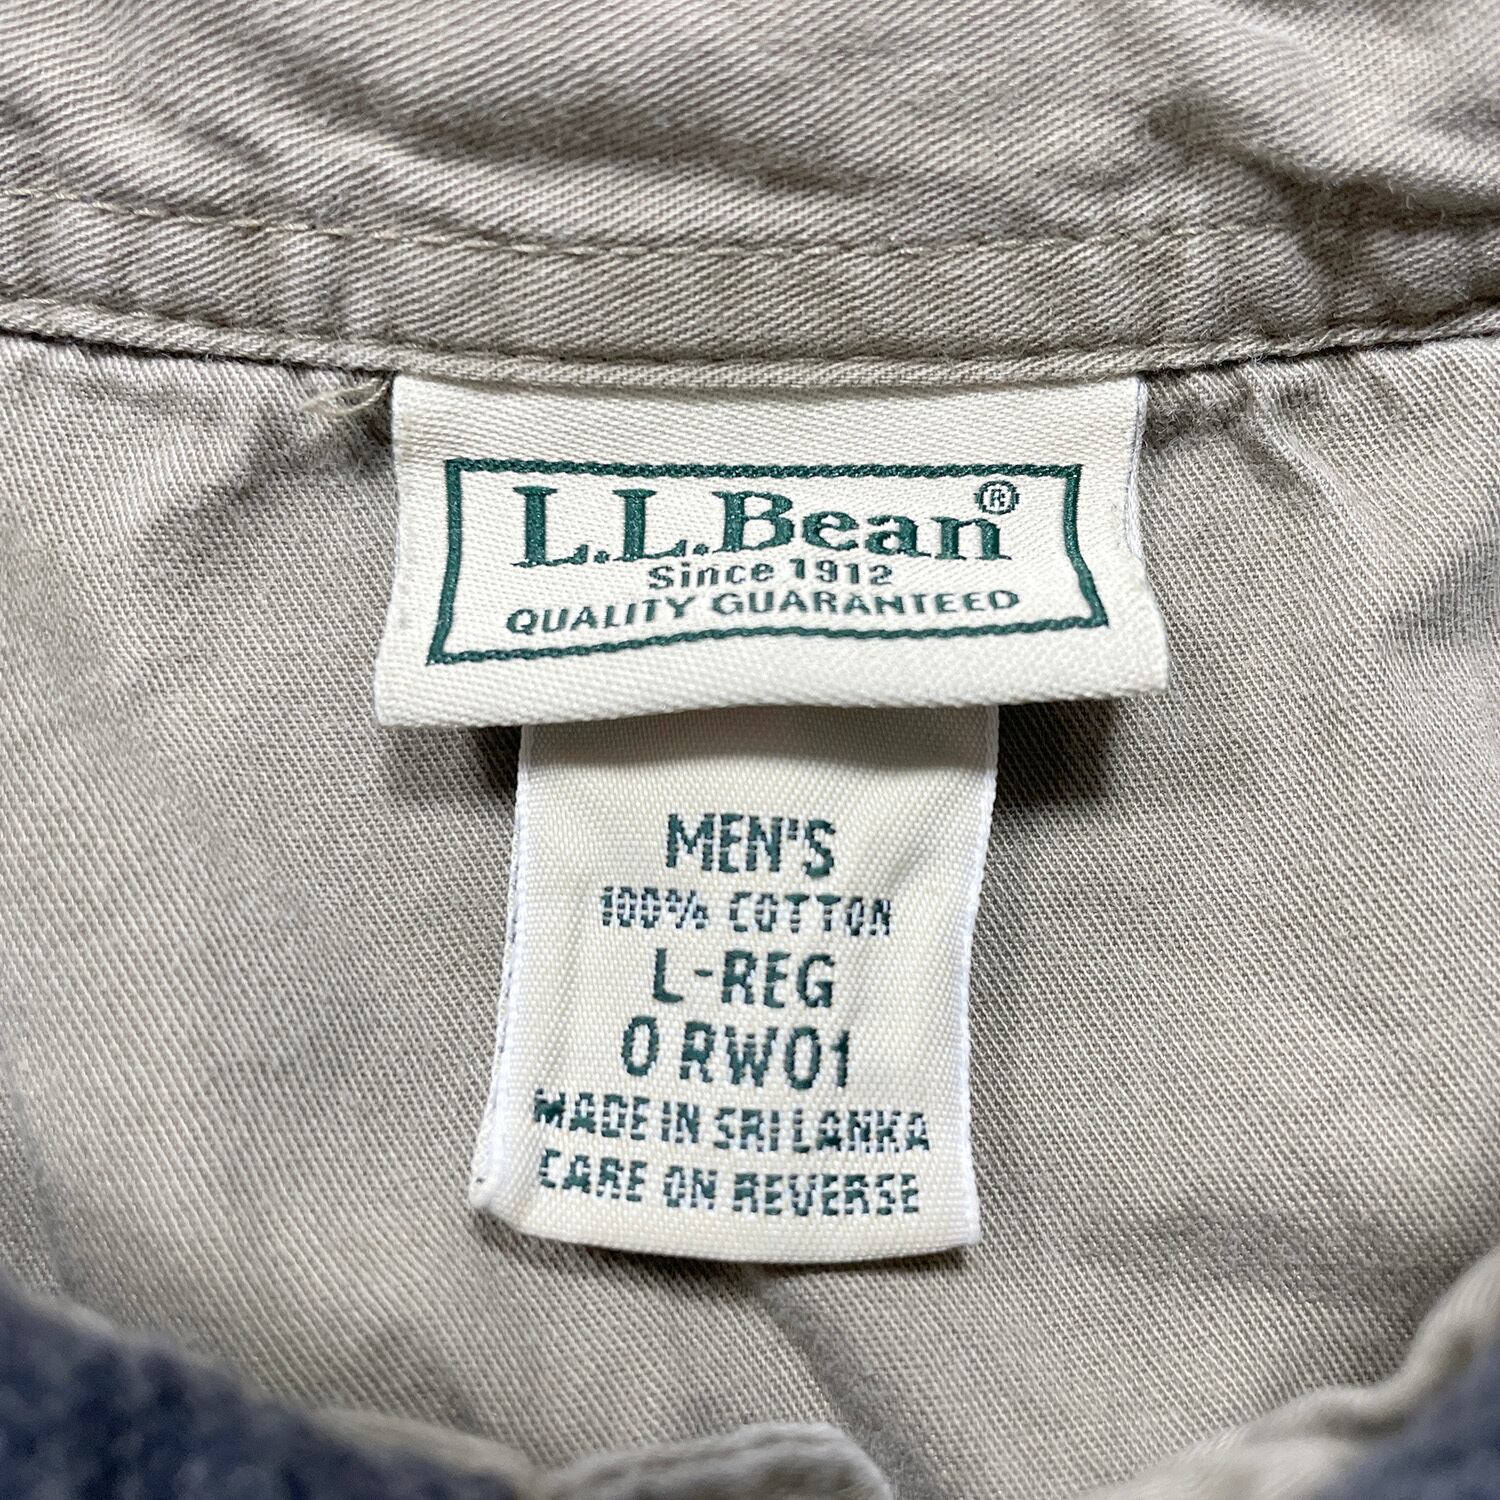 L.L.Bean®
Since 1912
QUALITY GUARANTEED
MEN'S
100% COTTON
L-REG
0 RW01
MADE IN SRI LANKA
CARE ON REVERSE